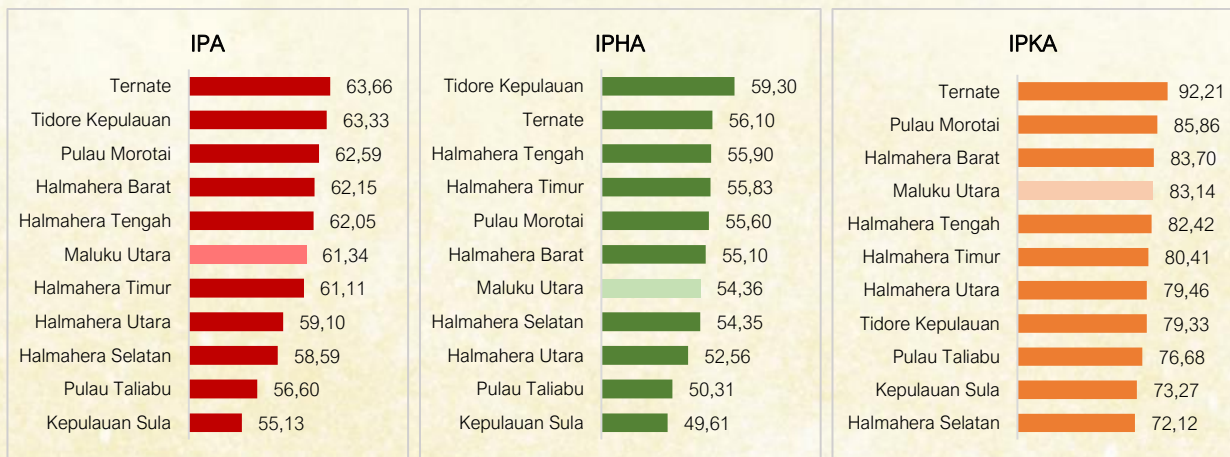 IPA
Ternate 63,66
Tidore Kepulauan 63,33
Pulau Morotai 62,59
Halmahera Barat 62,15
Halmahera Tengah 62,05
Maluku Utara 61,34
Halmahera Timur 61,11
Halmahera Utara 59,10
Halmahera Selatan 58,59
Pulau Taliabu 56,60
Kepulauan Sula 55,13
IPHA
Tidore Kepulauan 59,30
Ternate 56,10
Halmahera Tengah 55,90
Halmahera Timur 55,83
Pulau Morotai 55,60
Halmahera Barat 55,10
Maluku Utara 54,36
Halmahera Selatan 54,35
Halmahera Utara 52,56
Pulau Taliabu 50,31
Kepulauan Sula 49,61
IPKA
Ternate 92,21
Pulau Morotai 85,86
Halmahera Barat 83,70
Maluku Utara 83,14
Halmahera Tengah 82,42
Halmahera Timur 80,41
Halmahera Utara 79,46
Tidore Kepulauan 79,33
Pulau Taliabu 76,68
Kepulauan Sula 73,27
Halmahera Selatan 72,12